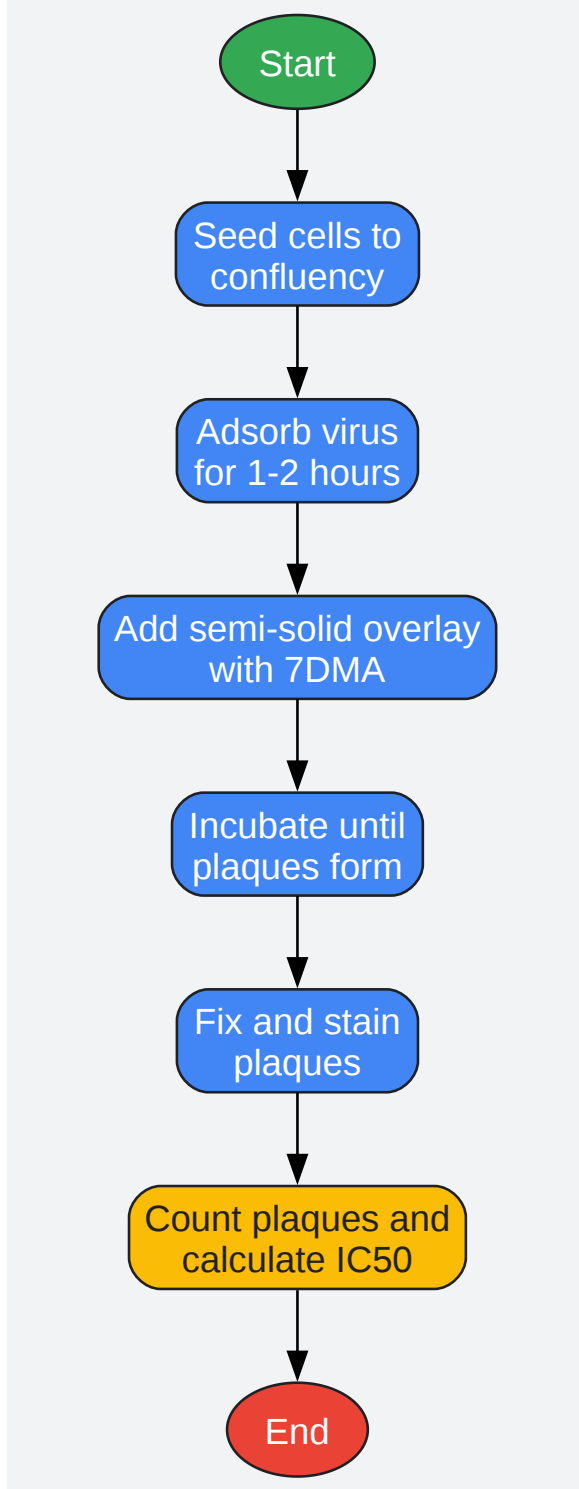 Start
Seed cells to
confluency
Adsorb virus
for 1-2 hours
Add semi-solid overlay
with 7DMA
Incubate until
plaques form
Fix and stain
plaques
Count plaques and
calculate IC50
End